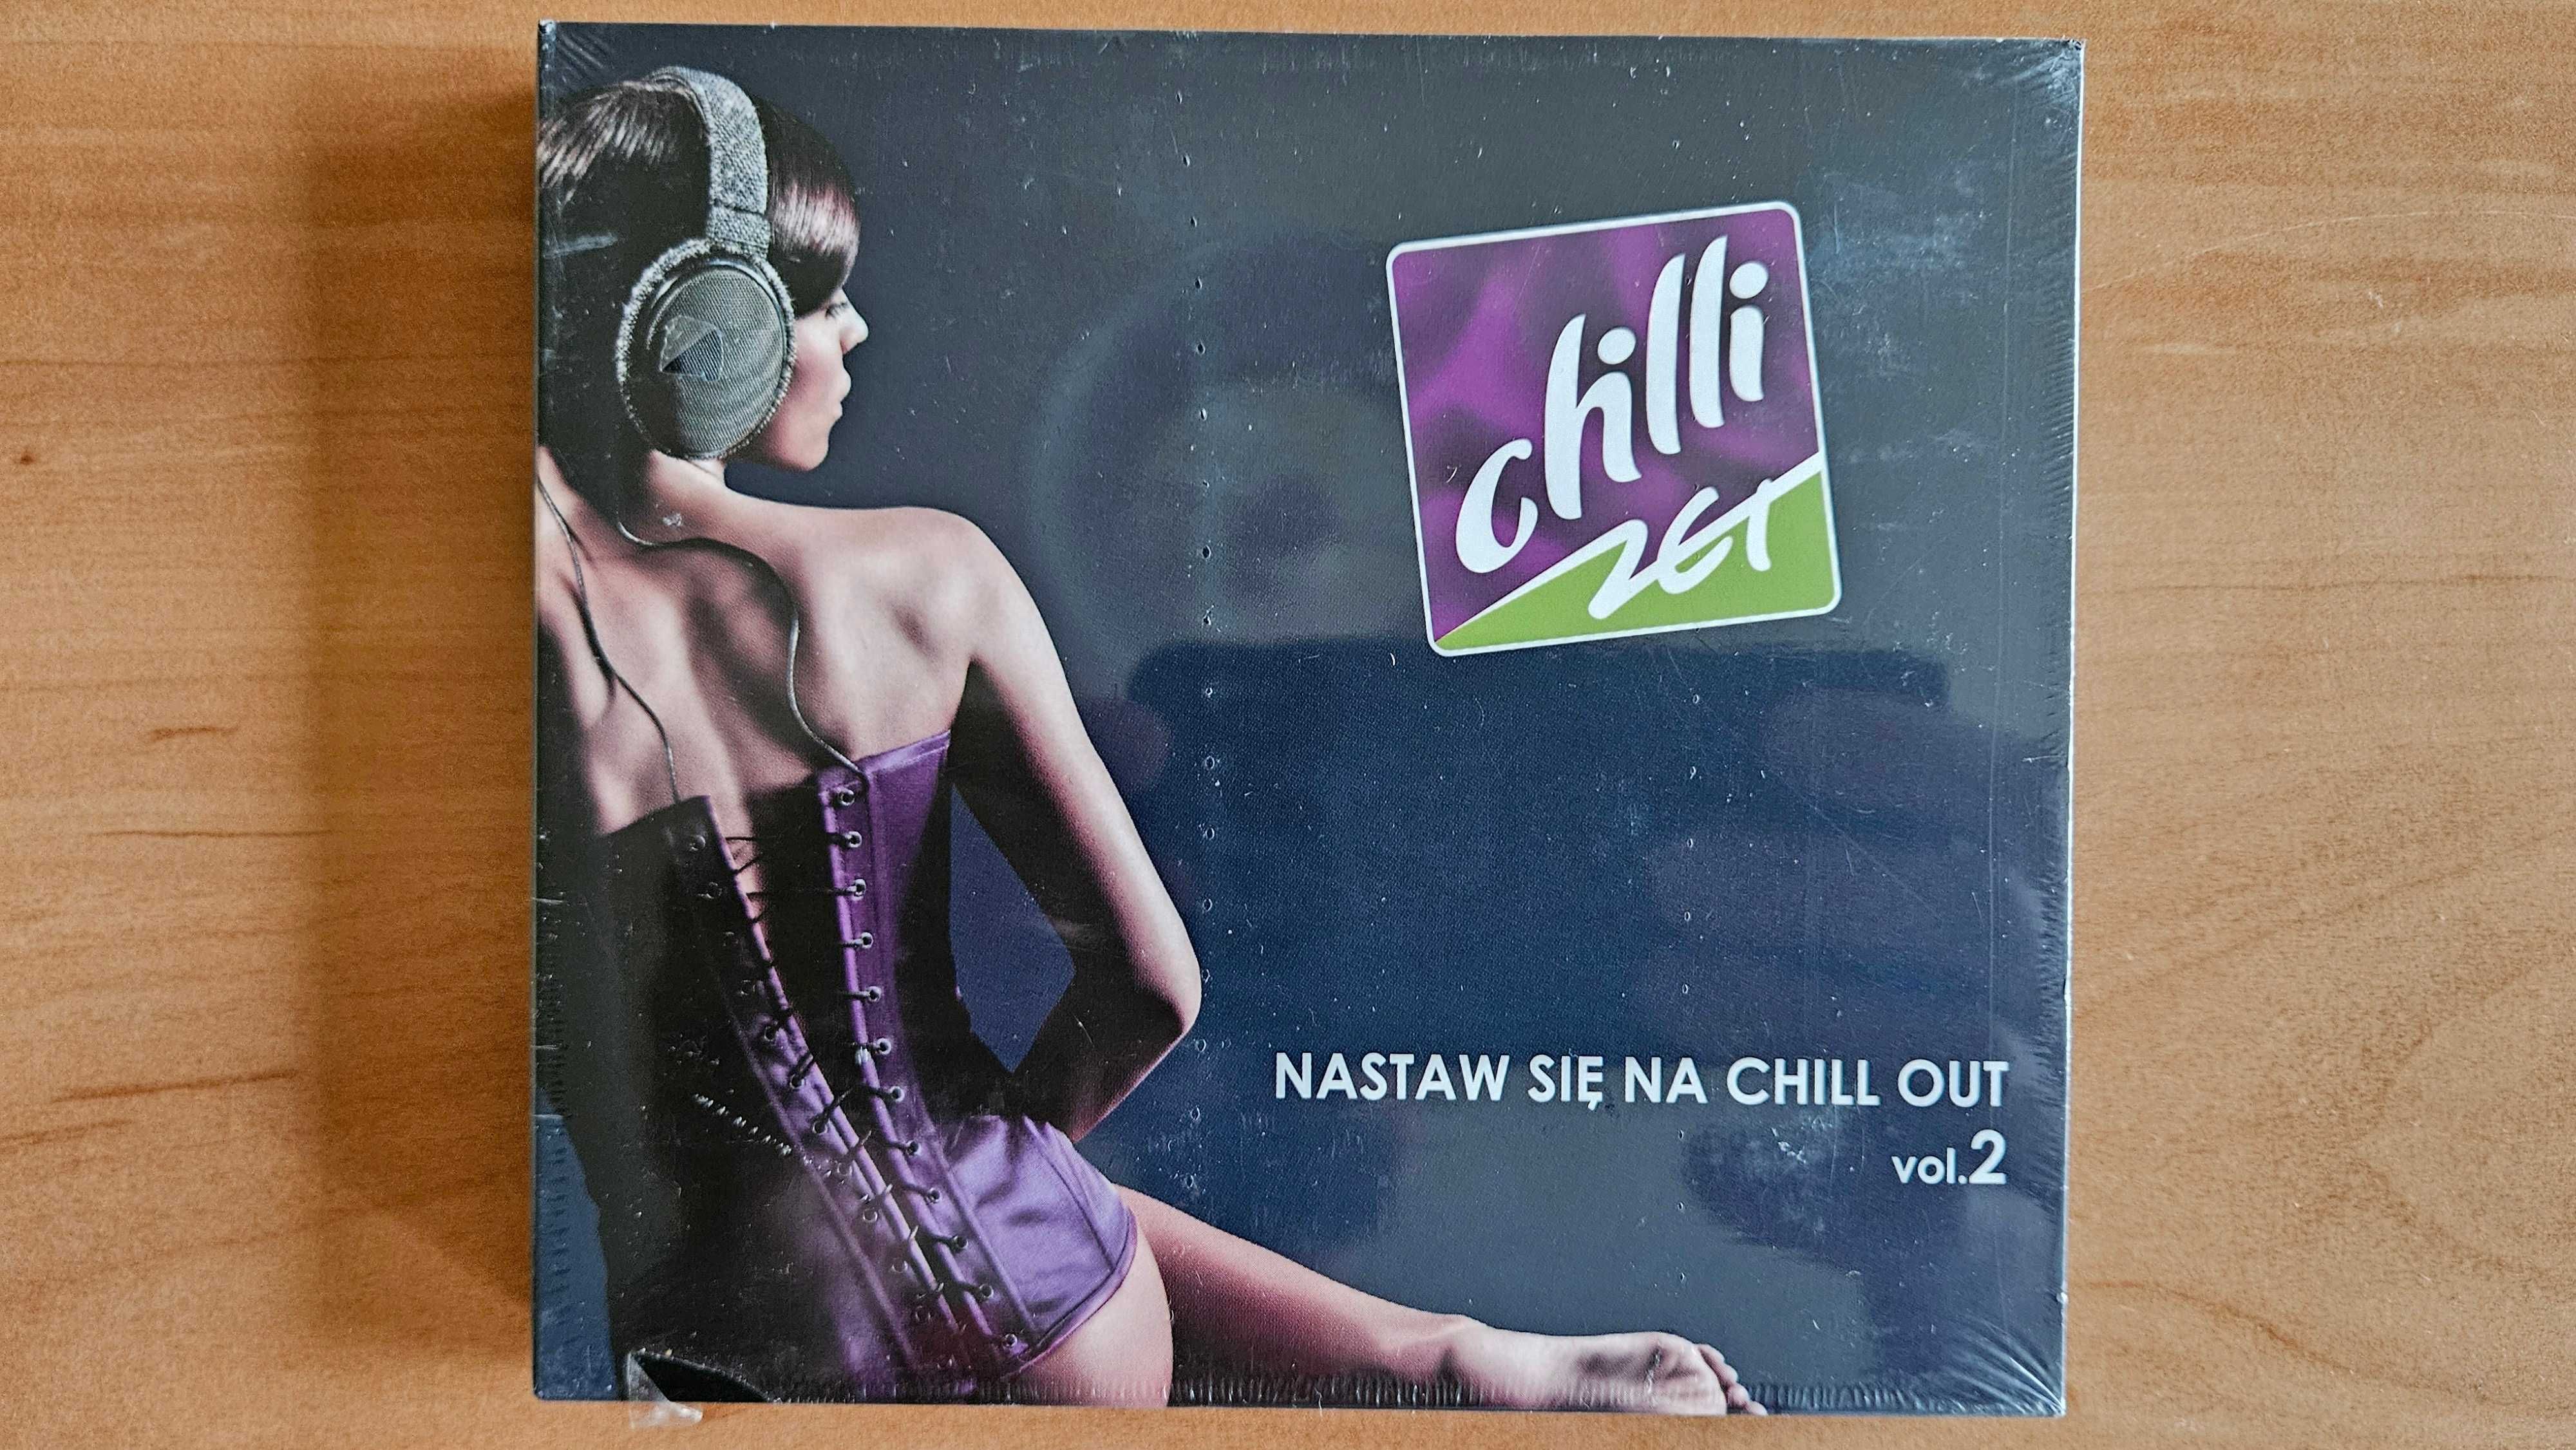 chilli
ZET
NASTAW SIĘ NA CHILL OUT
vol.2